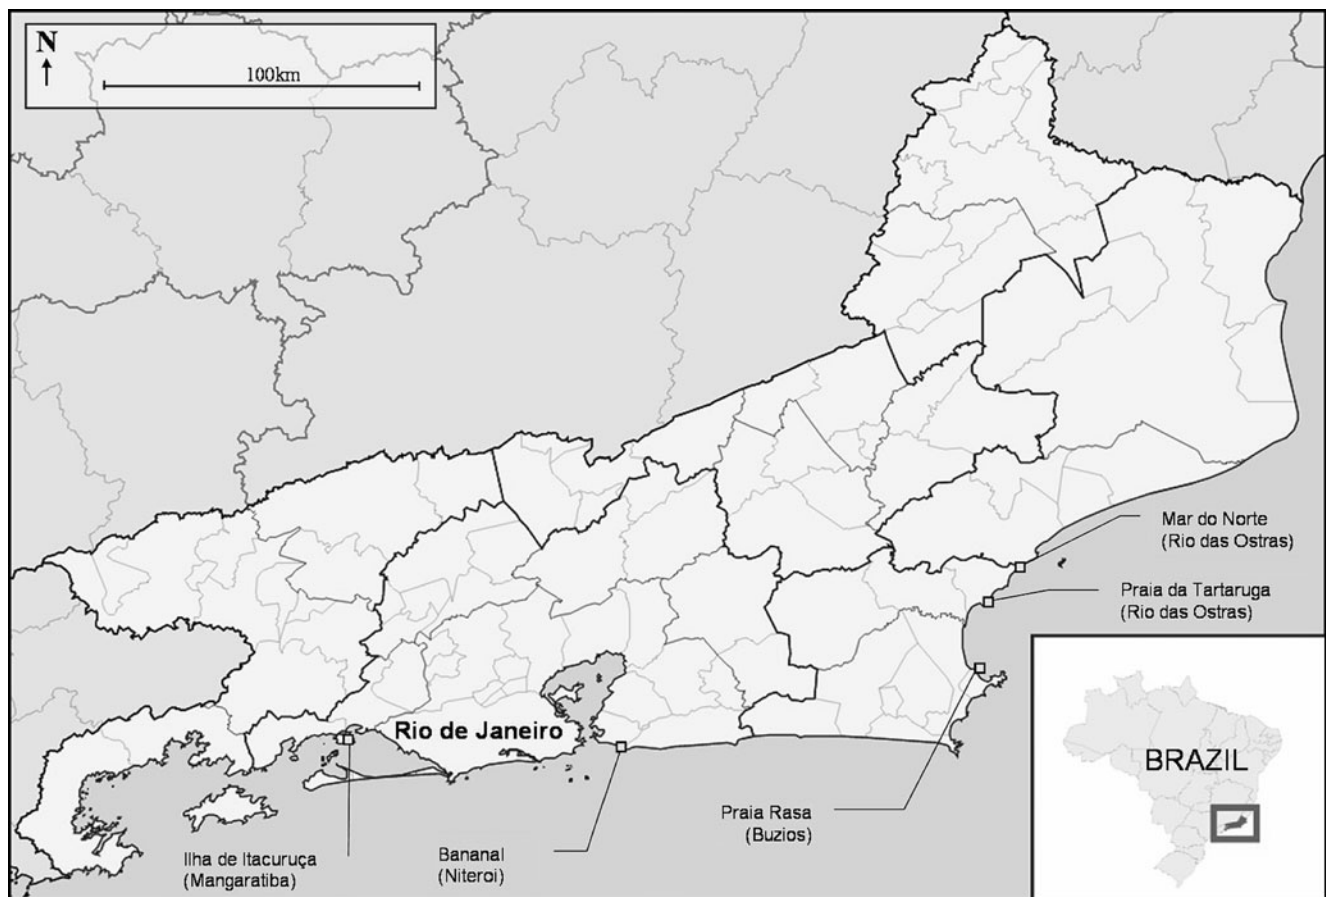 N
100km
Mar do Norte
(Rio das Ostras)
Praia da Tartaruga
(Rio das Ostras)
Rio de Janeiro
BRAZIL
Praia Rasa
(Buzios)
Ilha de Itacuruça
(Mangaratiba)
Bananal
(Niteroi)